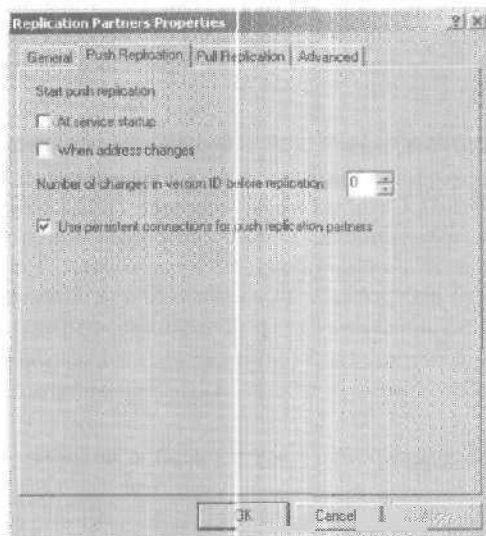 Replication Partners Properties
General Push Replication Pull Replication Advanced
Start push replication
At service startup
When address changes
Number of changes in version ID before replication: 0
Use persistent connections for push replication partners
OK Cancel Apply